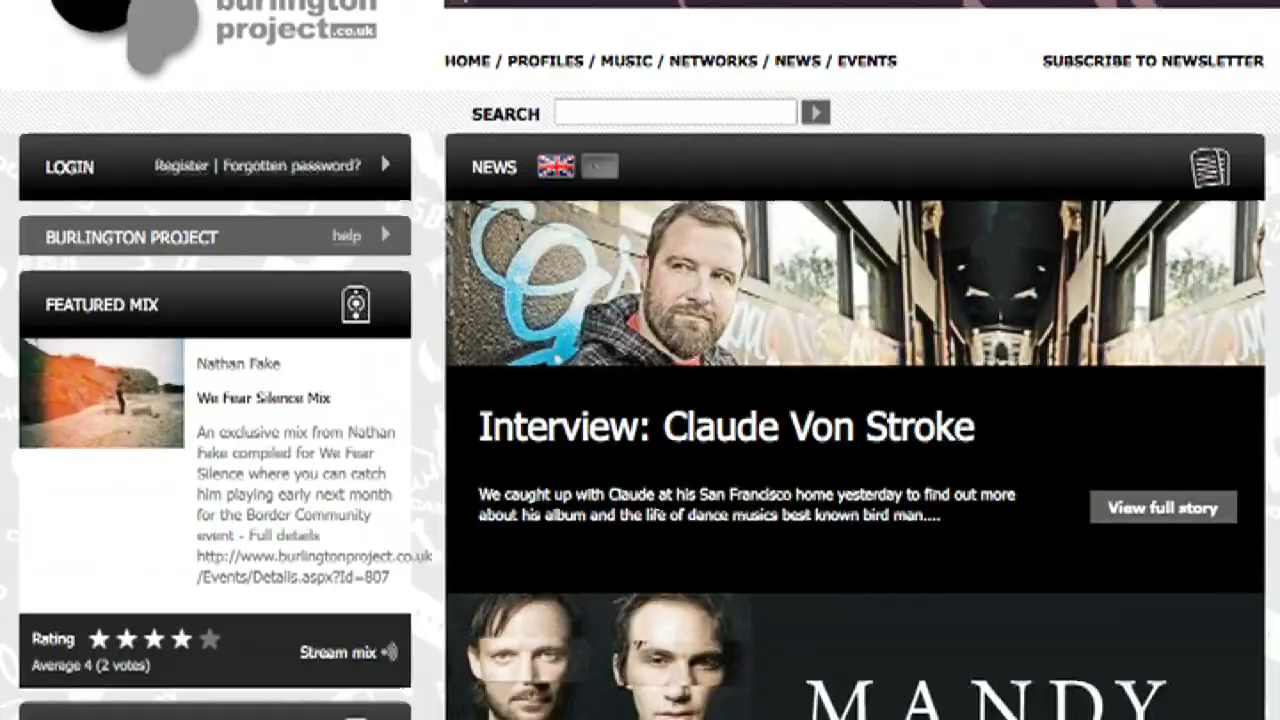 burlington
project.co.uk
HOME / PROFILES / MUSIC / NETWORKS / NEWS / EVENTS
SUBSCRIBE TO NEWSLETTER
SEARCH
LOGIN
Register | Forgotten password?
BURLINGTON PROJECT
help
FEATURED MIX
Nathan Fake
We Fear Silence Mix
An exclusive mix from Nathan
Fake compiled for We Fear
Silence where you can catch
him playing early next month
for the Border Community
event - Full details
http://www.burlingtonproject.co.uk
/Events/Details.aspx?Id=807
Rating
Average 4 (2 votes)
Stream mix
NEWS
Interview: Claude Von Stroke
We caught up with Claude at his San Francisco home yesterday to find out more
about his album and the life of dance musics best known bird man....
View full story
MANDY